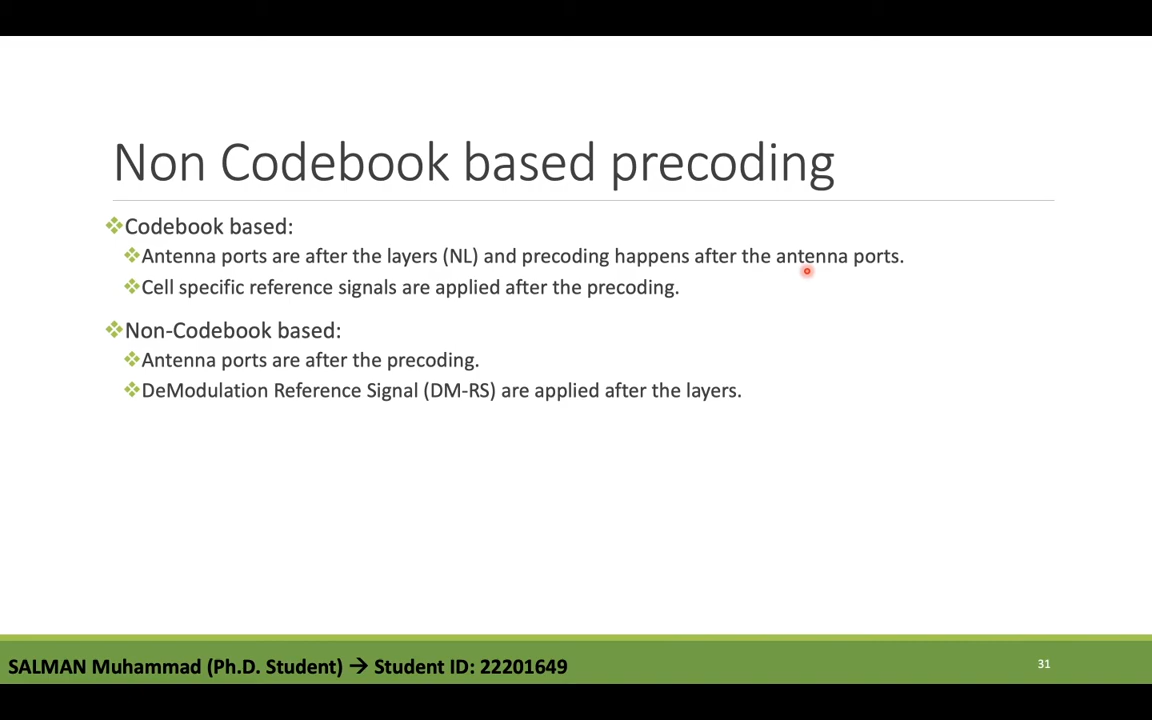 Non Codebook based precoding
❖Codebook based:
❖Antenna ports are after the layers (NL) and precoding happens after the antenna ports.
❖Cell specific reference signals are applied after the precoding.
❖Non-Codebook based:
❖Antenna ports are after the precoding.
❖DeModulation Reference Signal (DM-RS) are applied after the layers.
SALMAN Muhammad (Ph.D. Student) → Student ID: 22201649
31